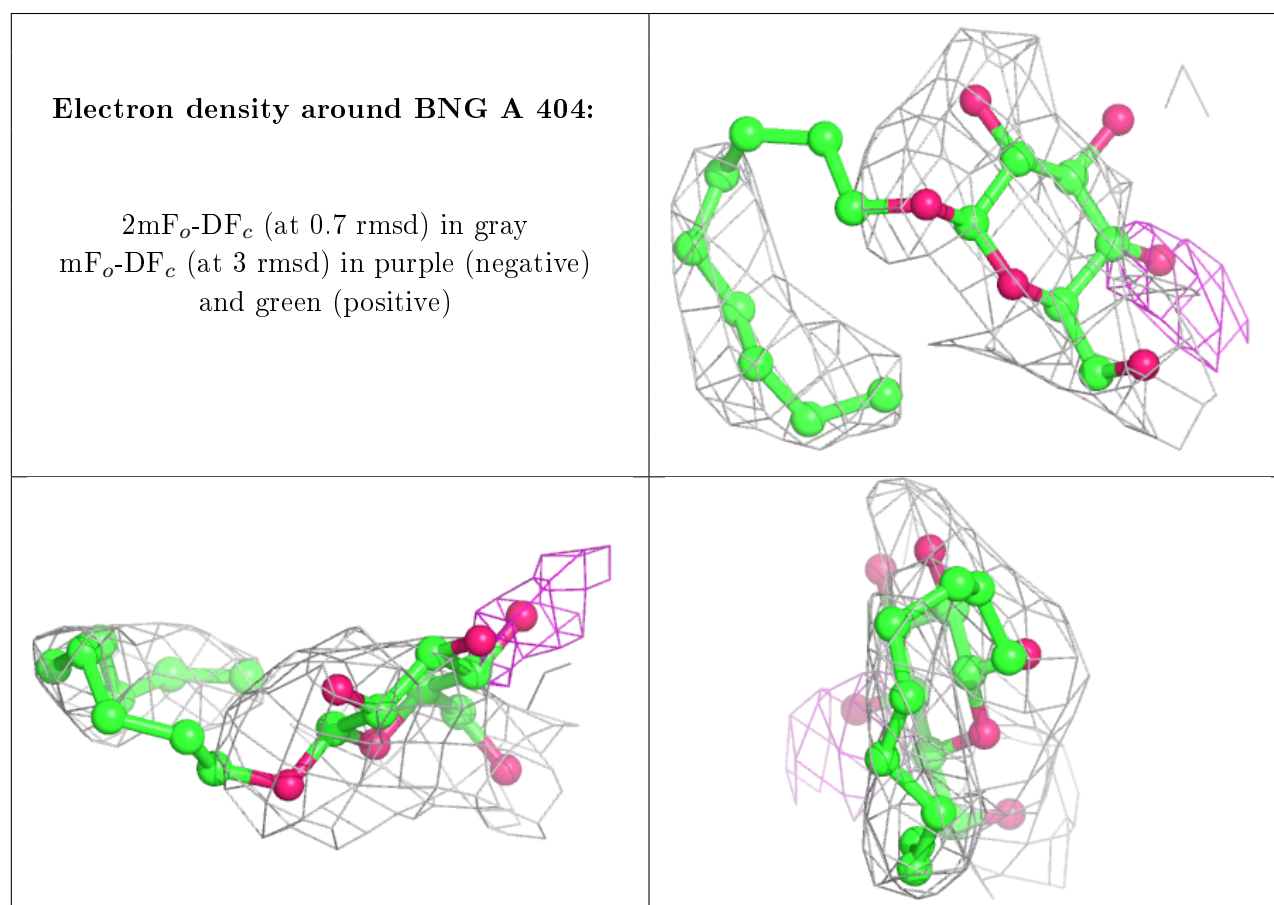 Electron density around BNG A 404:
2mFo-DFc (at 0.7 rmsd) in gray
mFo-DFc (at 3 rmsd) in purple (negative)
and green (positive)